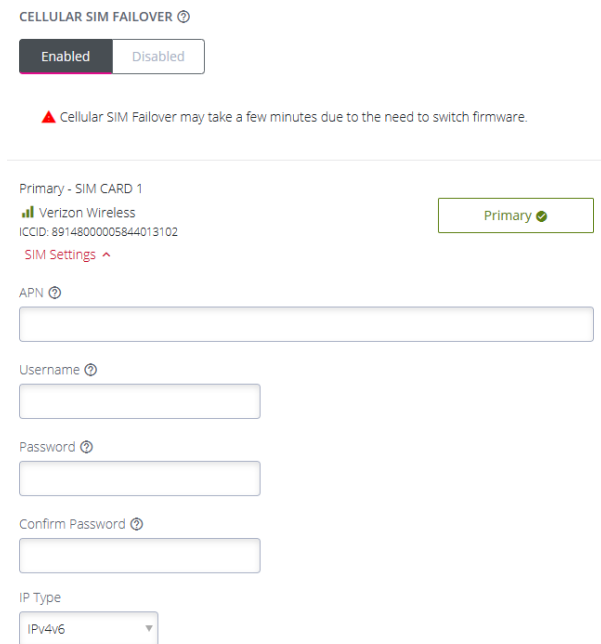 CELLULAR SIM FAILOVER
Enabled
Disabled
Cellular SIM Failover may take a few minutes due to the need to switch firmware.
Primary - SIM CARD 1
Verizon Wireless
ICCID: 89148000005844013102
SIM Settings
Primary
APN
Username
Password
Confirm Password
IP Type
IPv4v6